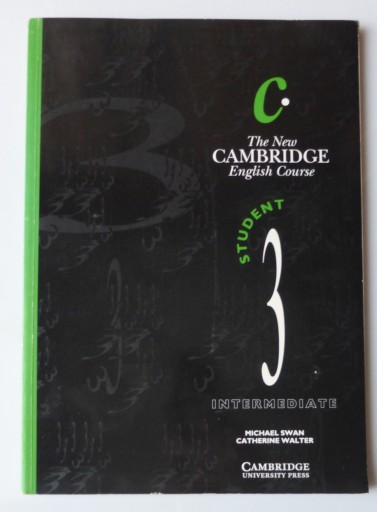 C.
The New
CAMBRIDGE
English Course
STUDENT
3
INTERMEDIATE
MICHAEL SWAN
CATHERINE WALTER
CAMBRIDGE
UNIVERSITY PRESS